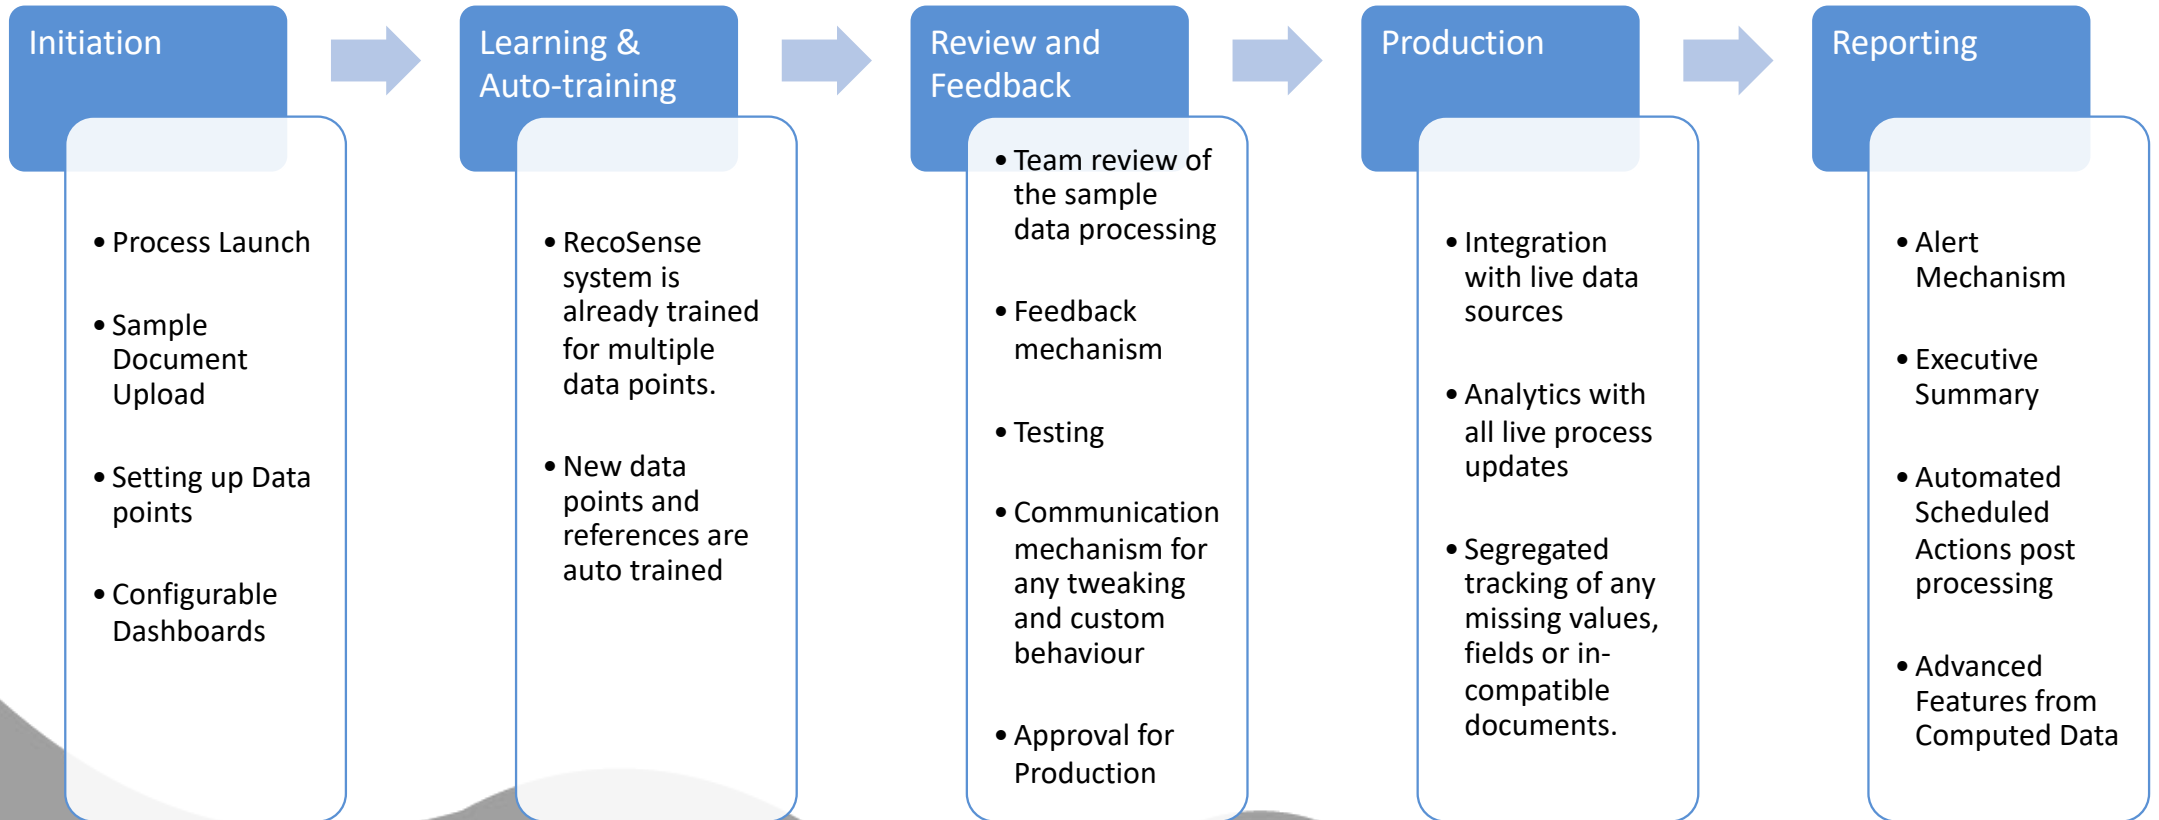 Initiation
• Process Launch
• Sample
Document
Upload
• Setting up Data
points
• Configurable
Dashboards
Learning &
Auto-training
• RecoSense
system is
already trained
for multiple
data points.
• New data
points and
references are
auto trained
Review and
Feedback
• Team review of
the sample
data processing
• Feedback
mechanism
• Testing
• Communication
mechanism for
any tweaking
and custom
behaviour
• Approval for
Production
Production
• Integration
with live data
sources
• Analytics with
all live process
updates
• Segregated
tracking of any
missing values,
fields or in-
compatible
documents.
Reporting
• Alert
Mechanism
• Executive
Summary
• Automated
Scheduled
Actions post
processing
• Advanced
Features from
Computed Data